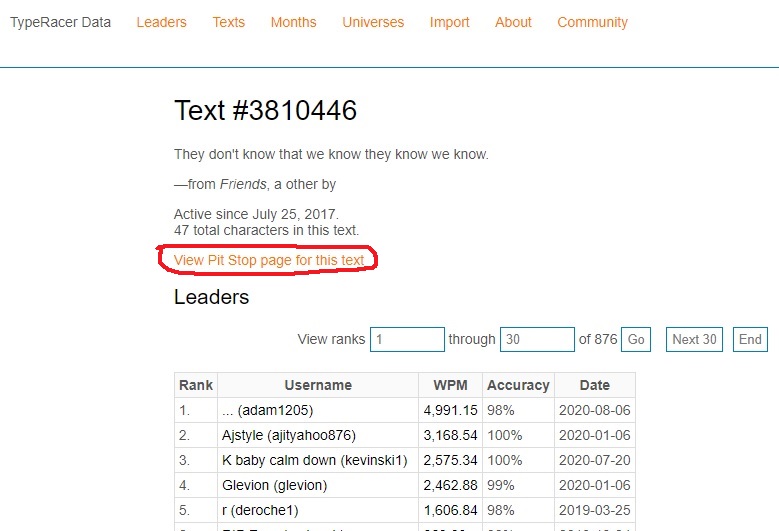 TypeRacer Data Leaders Texts Months Universes Import About Community
Text #3810446
They don't know that we know they know we know.
—from Friends, a other by
Active since July 25, 2017.
47 total characters in this text.
View Pit Stop page for this text
Leaders
View ranks 1 through 30 of 876 Go Next 30 End
Rank Username WPM Accuracy Date
1. ... (adam1205) 4,991.15 98% 2020-08-06
2. Ajstyle (ajityahoo876) 3,168.54 100% 2020-01-06
3. K baby calm down (kevinski1) 2,575.34 100% 2020-07-20
4. Glevion (glevion) 2,462.88 99% 2020-01-06
5. r (deroche1) 1,606.84 98% 2019-03-25